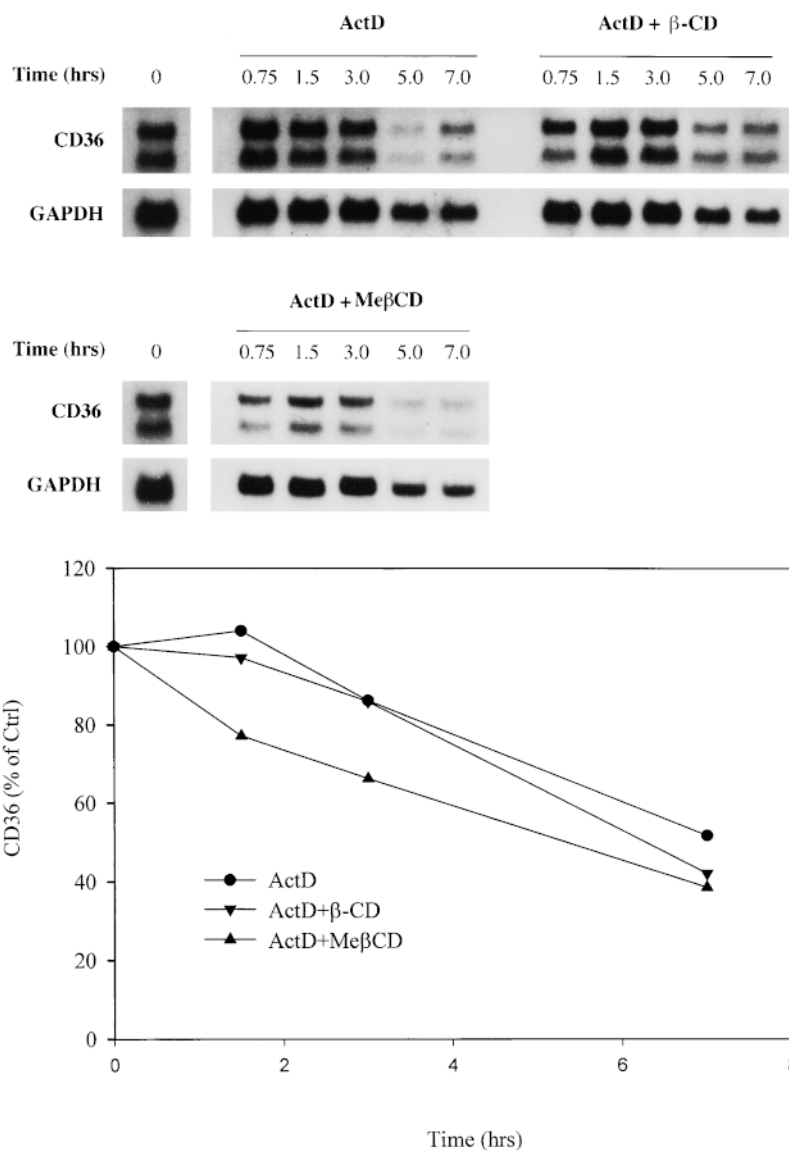 ActD ActD + β-CD
Time (hrs) 0 0.75 1.5 3.0 5.0 7.0 0.75 1.5 3.0 5.0 7.0
CD36
GAPDH
ActD + MeβCD
Time (hrs) 0 0.75 1.5 3.0 5.0 7.0
CD36
GAPDH
120
100
80
60
40
20
0
CD36 (% of Ctrl)
ActD
ActD+β-CD
ActD+MeβCD
0 2 4 6 8
Time (hrs)